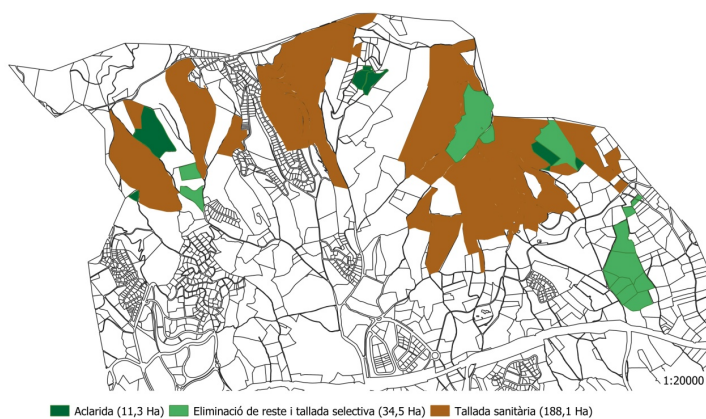 1:20000
Aclarida (11,3 Ha) Eliminació de reste i tallada selectiva (34,5 Ha) Tallada sanitària (188,1 Ha)